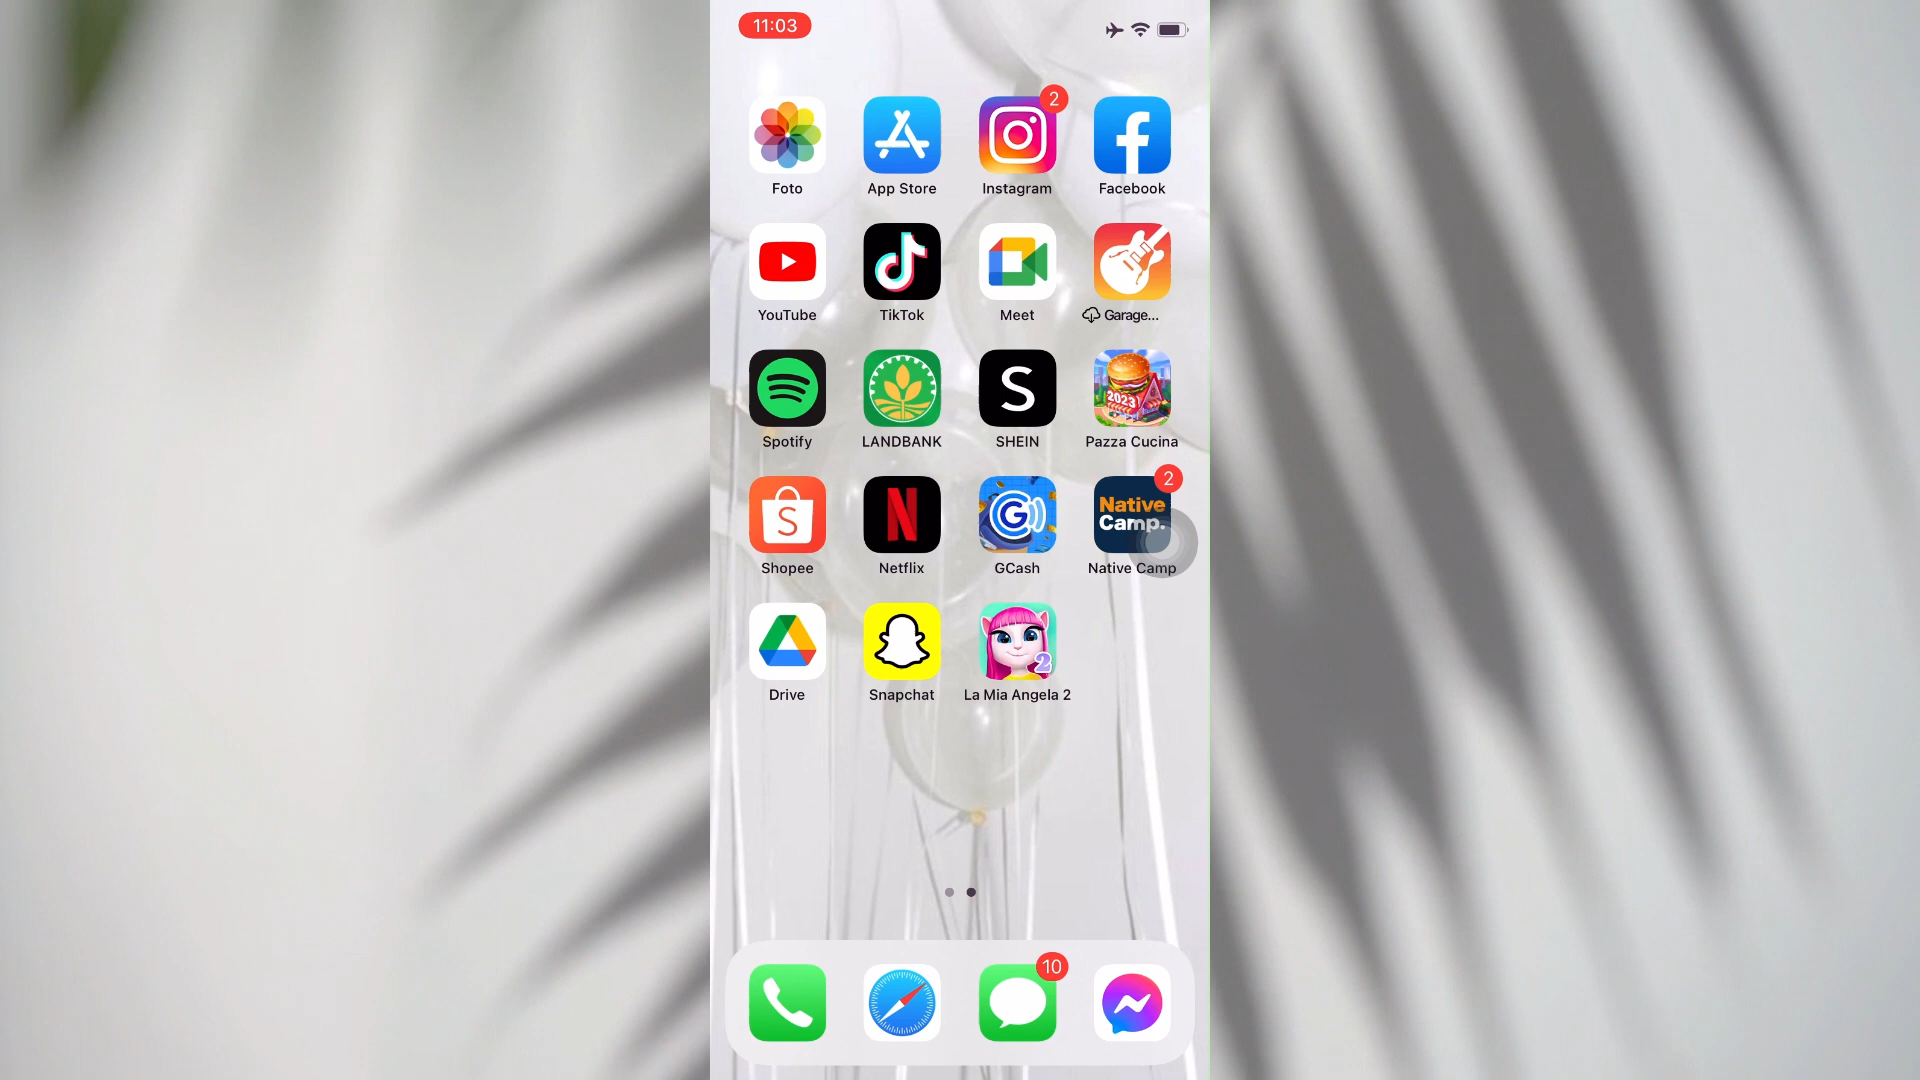 11:03
2
Foto
App Store
Instagram
Facebook
YouTube
TikTok
Meet
Garage...
2023
Spotify
LANDBANK
S
SHEIN
Pazza Cucina
2
S
N
G
Native
Camp.
Shopee
Netflix
GCash
Native Camp
2
Drive
Snapchat
La Mia Angela 2
10